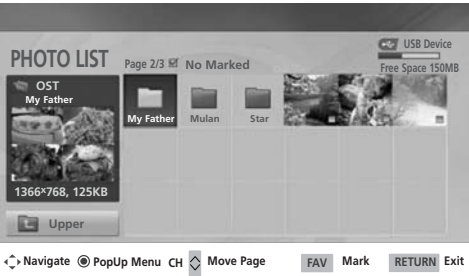 PHOTO LIST
Page 2/3 No Marked
USB Device
Free Space 150MB
OST
My Father
1366×768, 125KB
Upper
My Father
Mulan
Star
Navigate PopUp Menu CH Move Page FAV Mark RETURN Exit